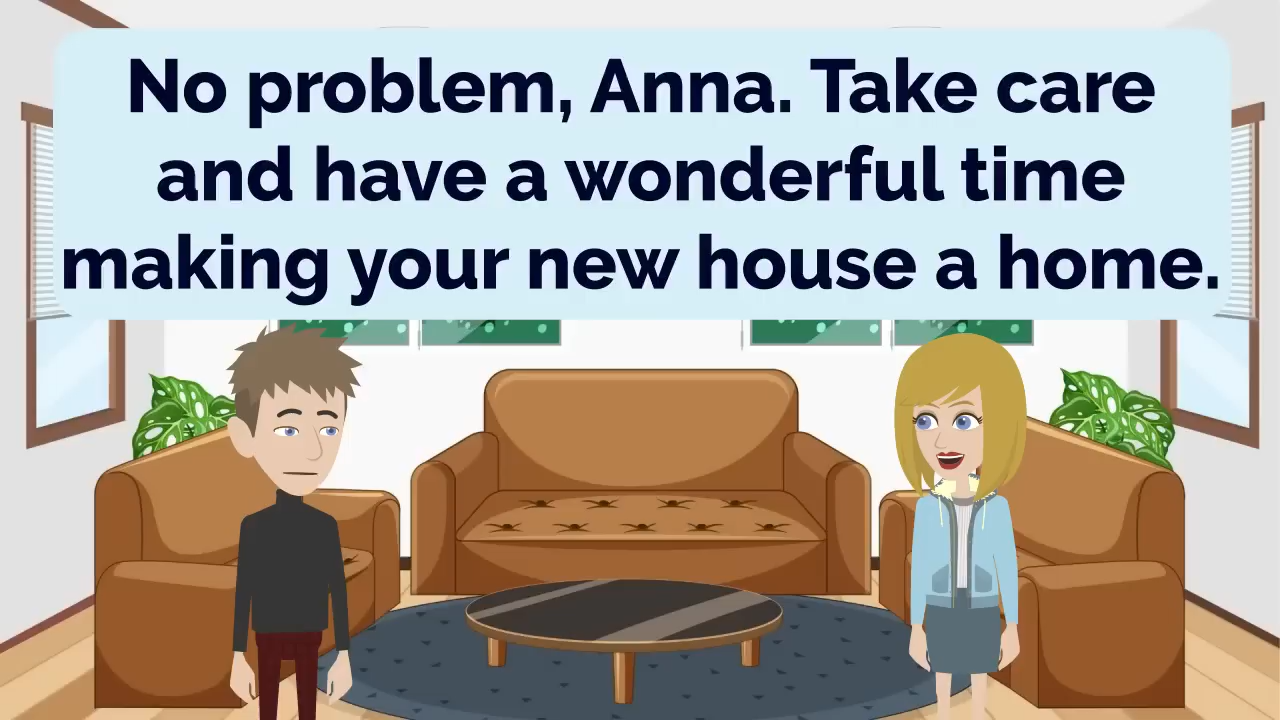 No problem, Anna. Take care
and have a wonderful time
making your new house a home.